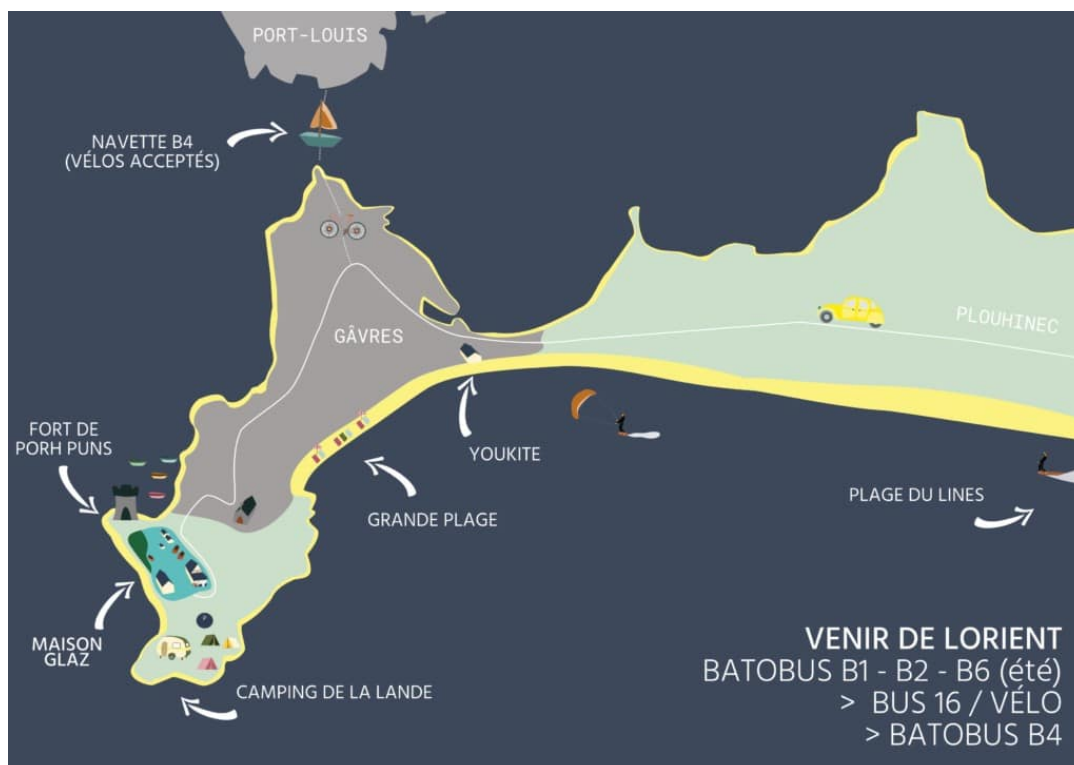 PORT-LOUIS
NAVETTE B4
(VÉLOS ACCEPTÉS)
PLOUHINEC
GÂVRES
FORT DE
PORH PUNS
YOUKITE
PLAGE DU LINES
GRANDE PLAGE
MAISON
GLAZ
CAMPING DE LA LANDE
VENIR DE LORIENT
BATOBUS B1 - B2 - B6 (été)
> BUS 16 / VÉLO
> BATOBUS B4